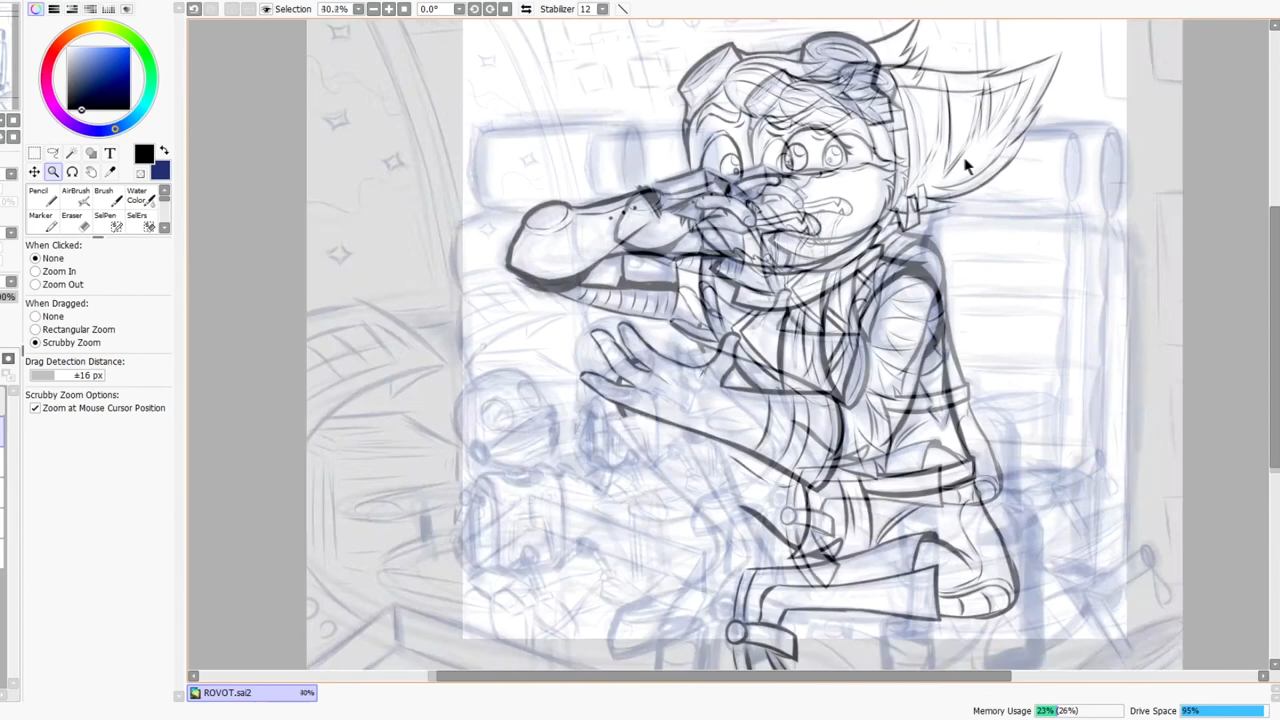 Selection 30.3% 0.0° Stabilizer 12
T
Pencil AirBrush Brush Water Color
Marker Eraser SelPen SelErs
When Clicked:
None
Zoom In
Zoom Out
When Dragged:
None
Rectangular Zoom
Scrubby Zoom
Drag Detection Distance:
±16 px
Scrubby Zoom Options:
Zoom at Mouse Cursor Position
ROVOT.sai2 30%
Memory Usage 23% (26%) Drive Space 95%